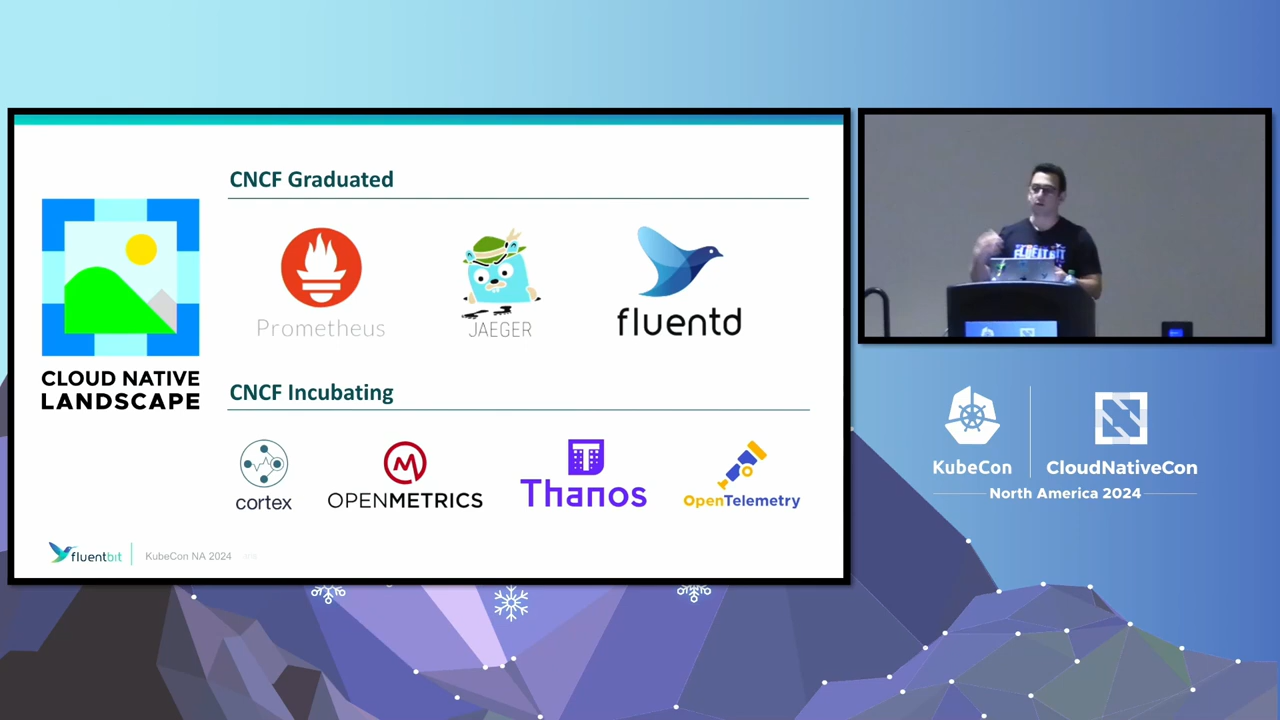 CNCF Graduated
Prometheus
JAEGER
fluentd
CLOUD NATIVE
LANDSCAPE
CNCF Incubating
cortex
OPENMETRICS
Thanos
OpenTelemetry
fluentbit
KubeCon NA 2024
FLUENTBIT
KubeCon
CloudNativeCon
North America 2024